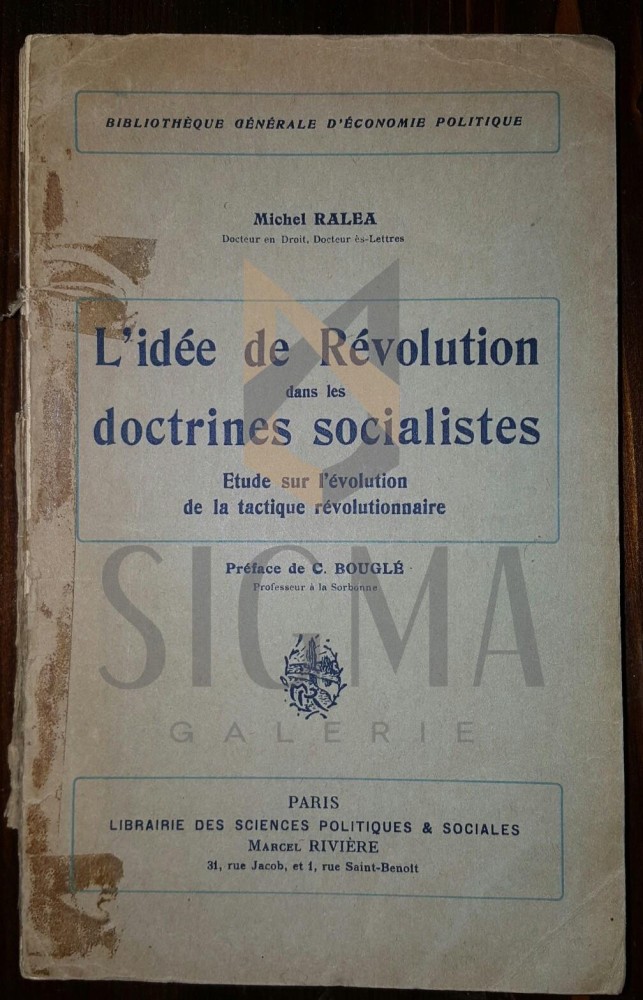 BIBLIOTHÈQUE GÉNÉRALE D'ÉCONOMIE POLITIQUE
Michel RALEA
Docteur en Droit, Docteur ès-Lettres
L'idée de Révolution
dans les
doctrines socialistes
Etude sur l'évolution
de la tactique révolutionnaire
Préface de C. BOUGLÉ
Professeur à la Sorbonne
SIGMA
MR
GALERIE
PARIS
LIBRAIRIE DES SCIENCES POLITIQUES & SOCIALES
MARCEL RIVIÈRE
31, rue Jacob, et 1, rue Saint-Benoit